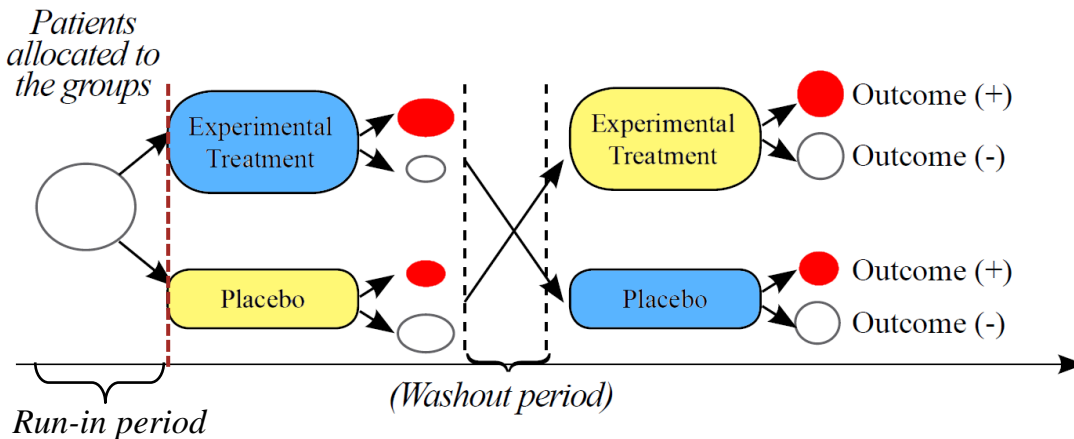 Patients
allocated to
the groups
Experimental
Treatment
Placebo
Experimental
Treatment
Placebo
Outcome (+)
Outcome (-)
Outcome (+)
Outcome (-)
Run-in period
(Washout period)